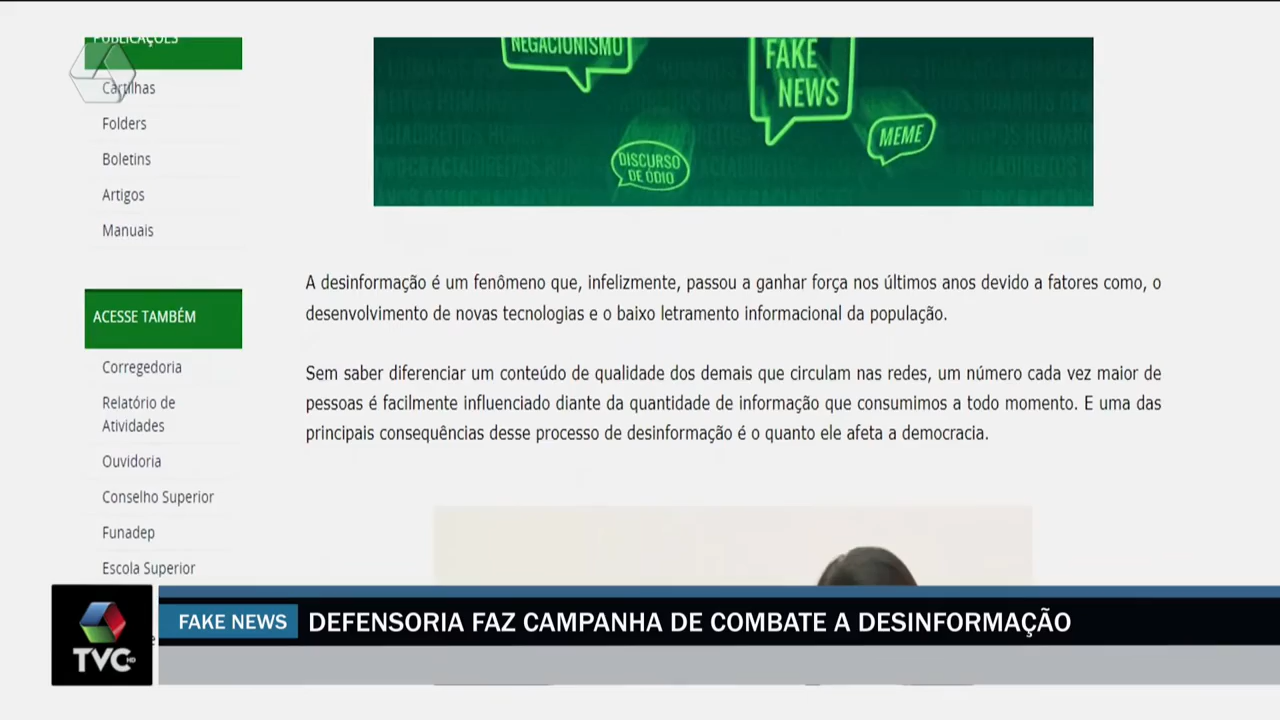 PUBLICAÇÕES
Cartilhas
Folders
Boletins
Artigos
Manuais
ACESSE TAMBÉM
Corregedoria
Relatório de
Atividades
Ouvidoria
Conselho Superior
Funadep
Escola Superior
NEGACIONISMO
FAKE
NEWS
MEME
DISCURSO
DE ÓDIO
A desinformação é um fenômeno que, infelizmente, passou a ganhar força nos últimos anos devido a fatores como, o
desenvolvimento de novas tecnologias e o baixo letramento informacional da população.
Sem saber diferenciar um conteúdo de qualidade dos demais que circulam nas redes, um número cada vez maior de
pessoas é facilmente influenciado diante da quantidade de informação que consumimos a todo momento. E uma das
principais consequências desse processo de desinformação é o quanto ele afeta a democracia.
TVC HD
FAKE NEWS
DEFENSORIA FAZ CAMPANHA DE COMBATE A DESINFORMAÇÃO